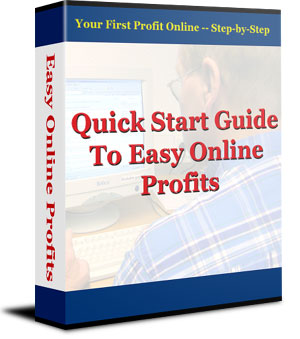 Your First Profit Online -- Step-by-Step
Quick Start Guide
To Easy Online
Profits
Easy Online Profits